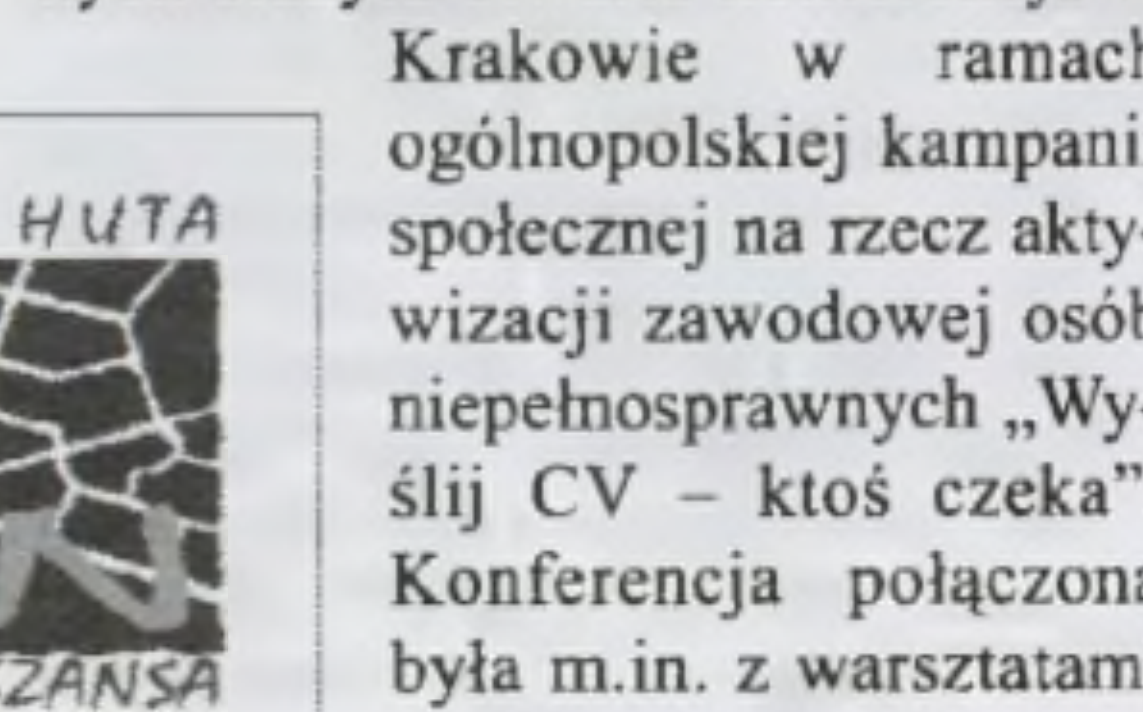 HUTA
ZANSA
Krakowie w ramach
ogólnopolskiej kampani
społecznej na rzecz akty-
wizacji zawodowej osób
niepełnosprawnych „Wy-
ślij CV – ktoś czeka”
Konferencja połączona
była m.in. z warsztatam